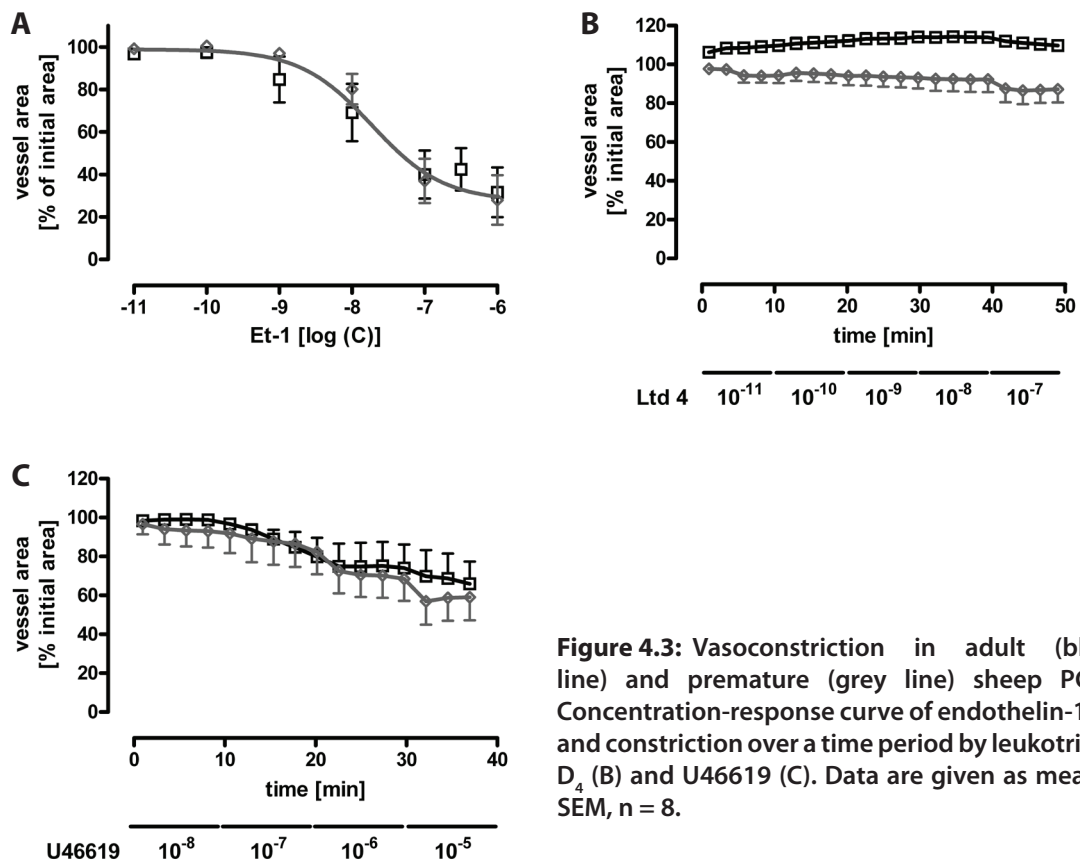 A
vessel area
[% of initial area]
100
80
60
40
20
0
-11 -10 -9 -8 -7 -6
Et-1 [log (C)]
B
vessel area
[% initial area]
120
100
80
60
40
20
0
0 10 20 30 40 50
time [min]
Ltd 4 10⁻¹¹ 10⁻¹⁰ 10⁻⁹ 10⁻⁸ 10⁻⁷
C
vessel area
[% initial area]
120
100
80
60
40
20
0
0 10 20 30 40
time [min]
U46619 10⁻⁸ 10⁻⁷ 10⁻⁶ 10⁻⁵
Figure 4.3: Vasoconstriction in adult
line) and premature (grey line) sheep
Concentration-response curve of endothelin-1
and constriction over a time period by
D₄ (B) and U46619 (C). Data are given as
SEM, n = 8.